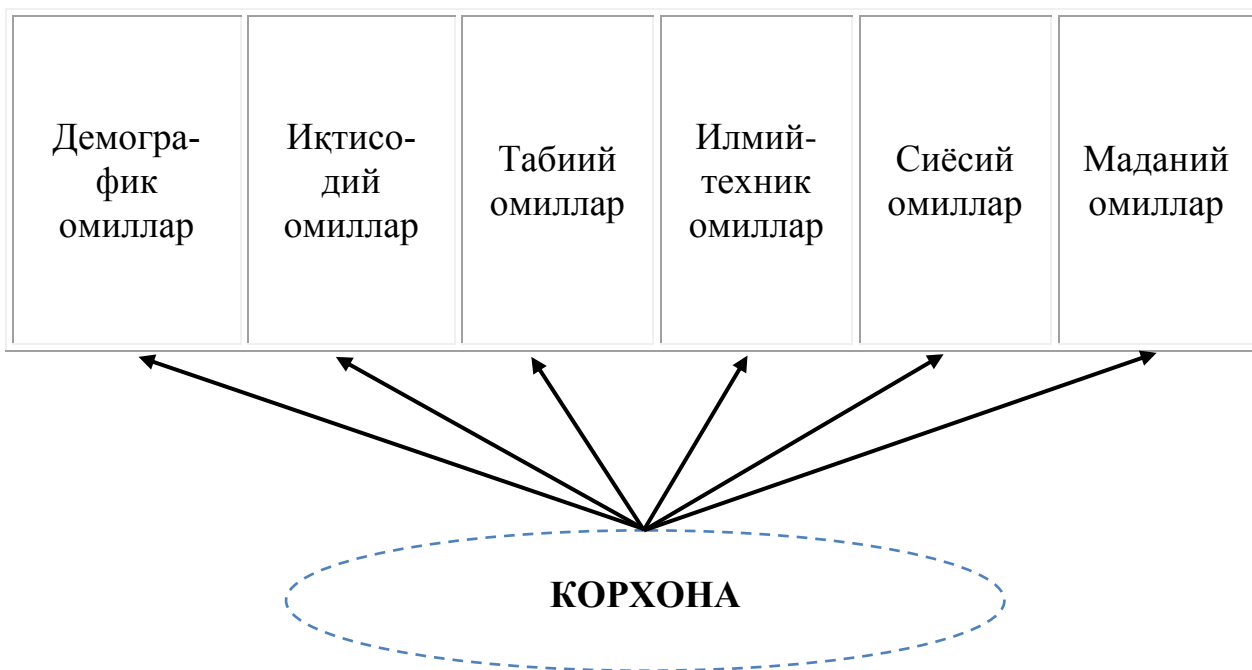 Демогра-
фик
омиллар
Иқтисо-
дий
омиллар
Табиий
омиллар
Илмий-
техник
омиллар
Сиёсий
омиллар
Маданий
омиллар
КОРХОНА